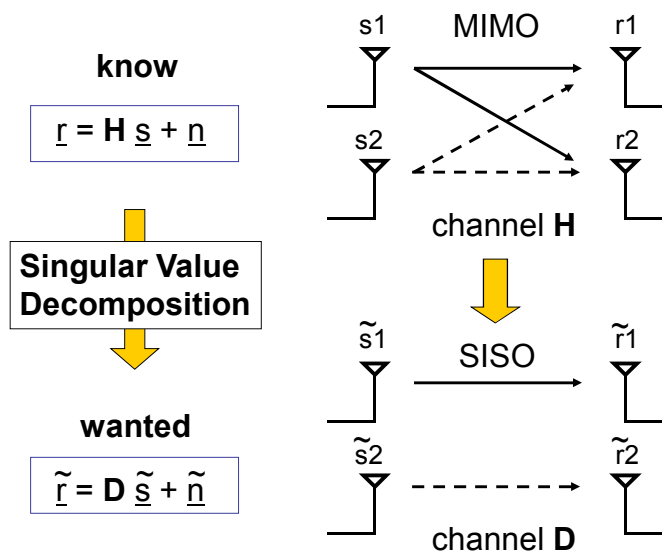 know
r = H s + n
Singular Value
Decomposition
wanted
r̃ = D s̃ + ñ
s1 MIMO r1
s2 r2
channel H
s̃1 SISO r̃1
s̃2 r̃2
channel D